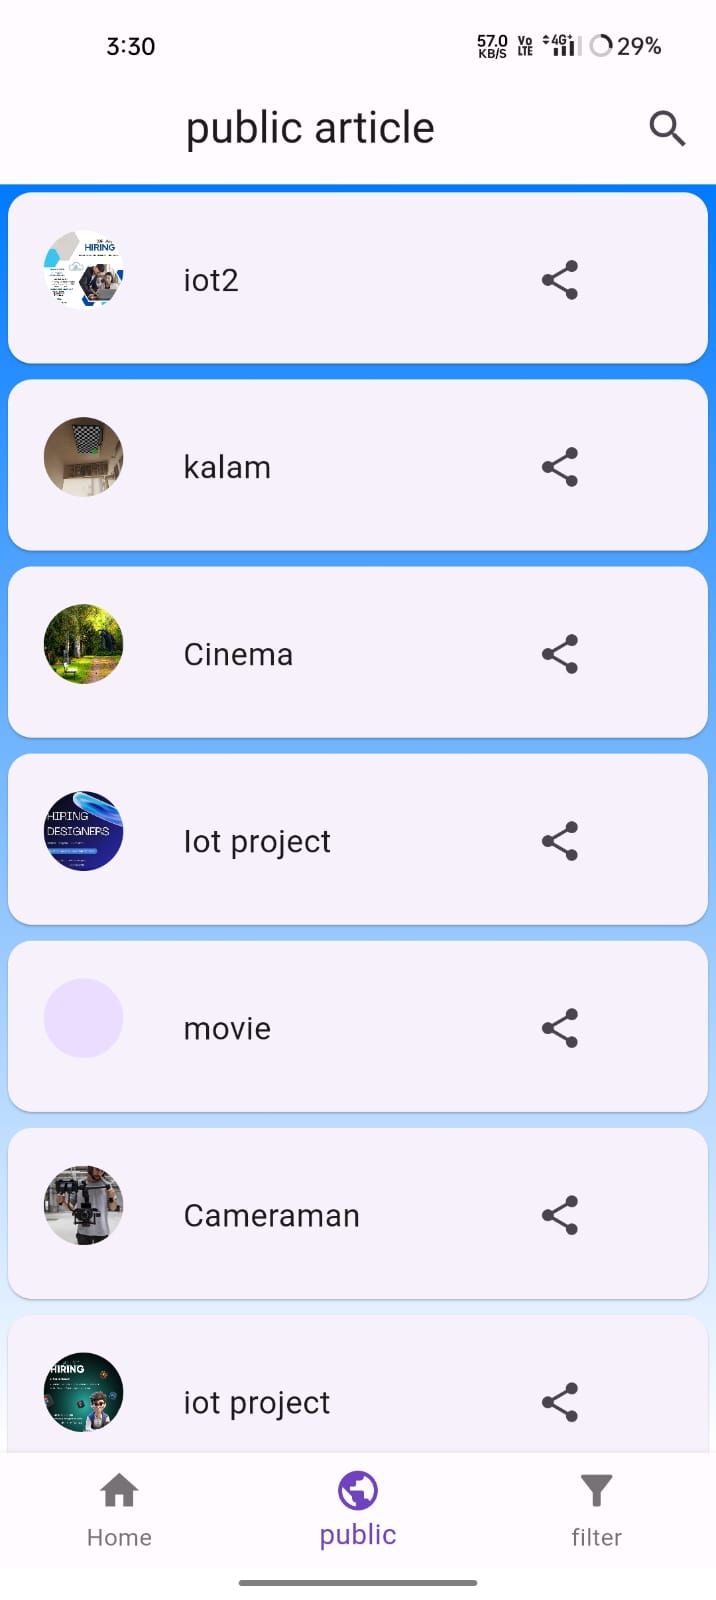 3:30
57.0
KB/S
Vo
LTE
4G+
29%
public article
HIRING
iot2
kalam
Cinema
HIRING
DESIGNERS
Iot project
movie
Cameraman
HIRING
iot project
Home
public
filter